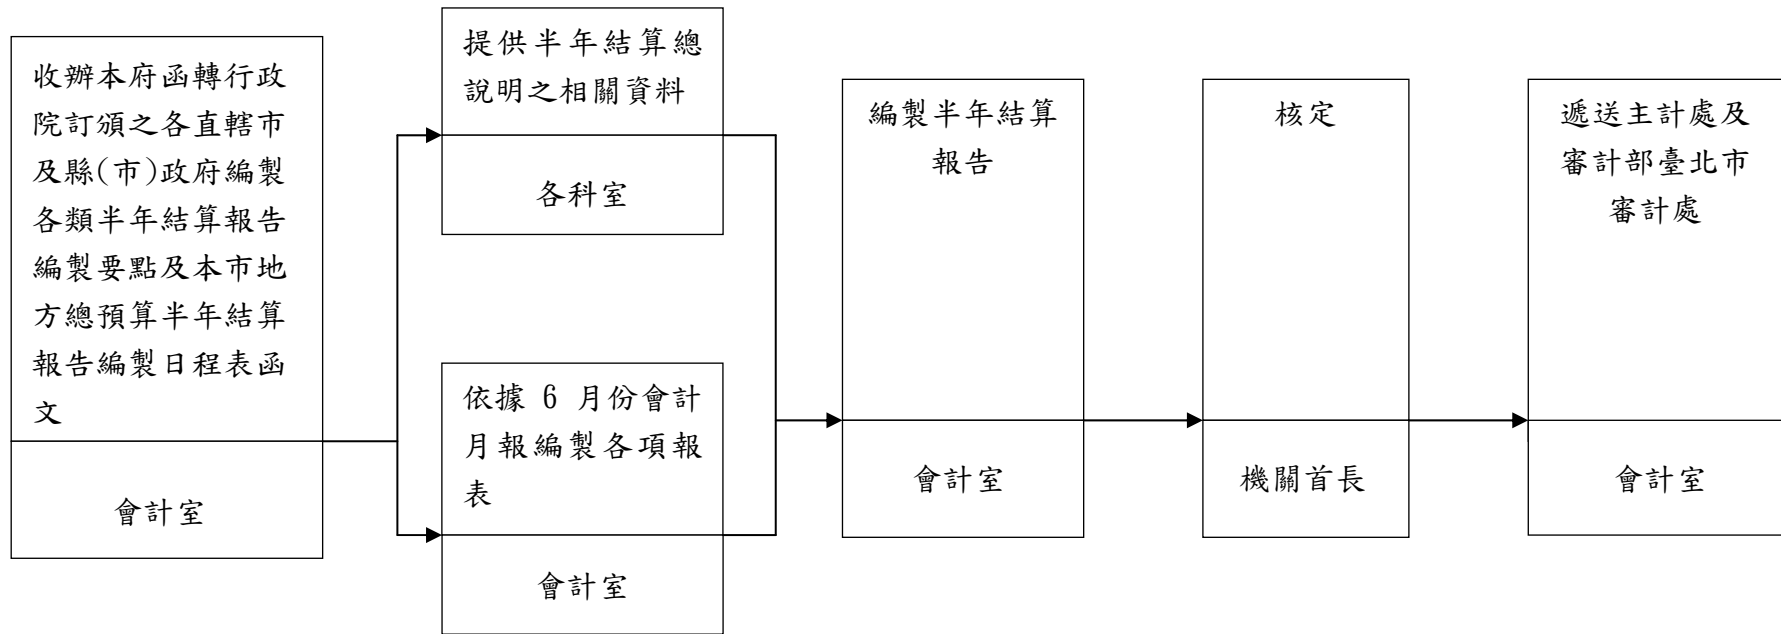 收辦本府函轉行政
院訂頒之各直轄市
及縣(市)政府編製
各類半年結算報告
編製要點及本市地
方總預算半年結算
報告編製日程表函
文
會計室
提供半年結算總
說明之相關資料
各科室
依據 6 月份會計
月報編製各項報
表
會計室
編製半年結算
報告
會計室
核定
機關首長
遞送主計處及
審計部臺北市
審計處
會計室